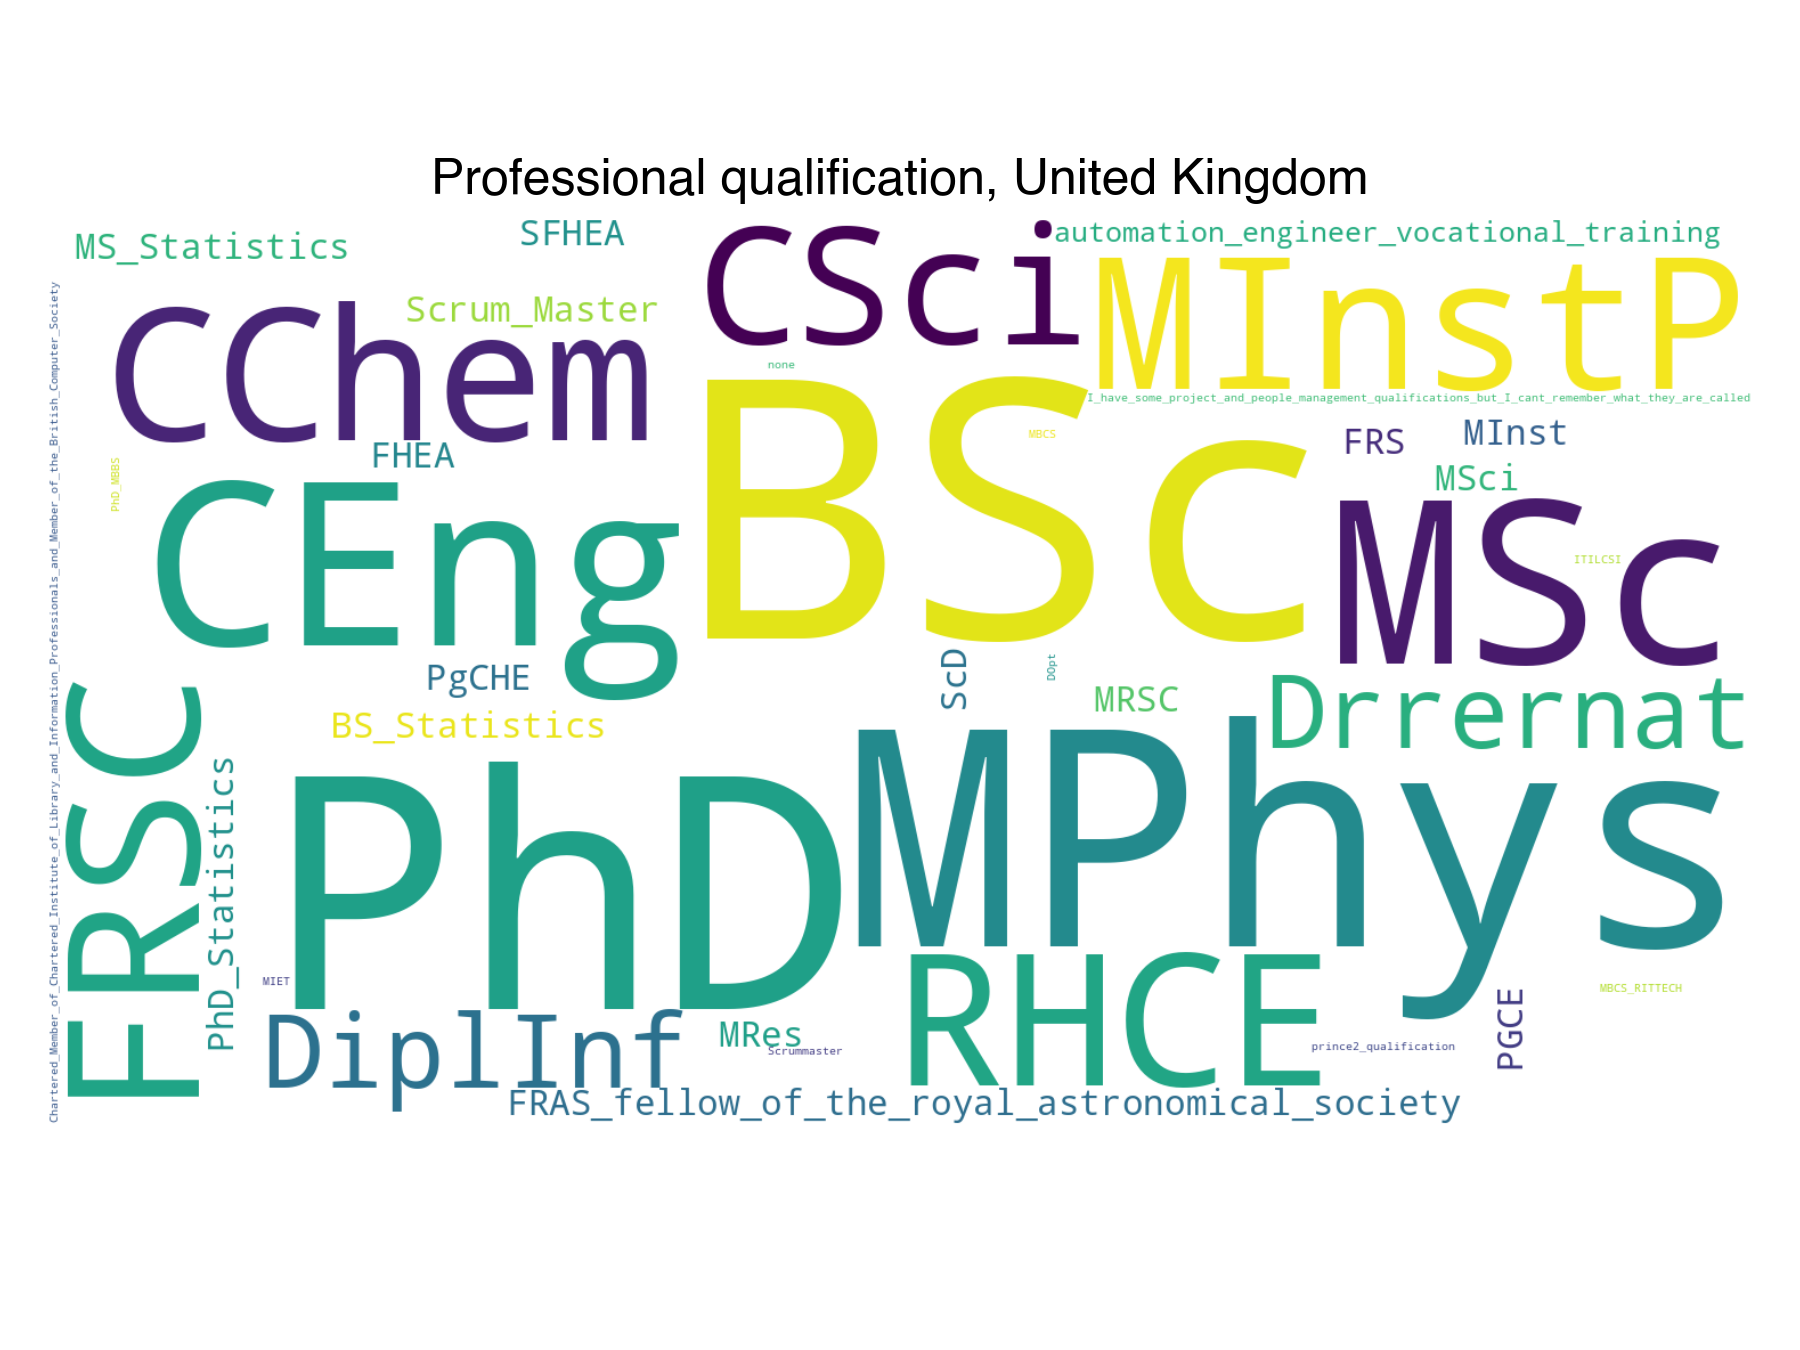 Professional qualification, United Kingdom
MS_Statistics
SFHEA
CSci
automation_engineer_vocational_training
MInstP
CChem
Scrum_Master
none
I_have_some_project_and_people_management_qualifications_but_I_cant_remember_what_they_are_called
BSc
MBCS
FRS
MInst
MSci
FHEA
PhD_MBBS
CEng
MSc
ITILCSI
Chartered_Member_of_Chartered_Institute_of_Library_and_Information_Professionals_and_Member_of_the_British_Computer_Society
PgCHE
ScD
DOpt
MRSC
Drrernat
BS_Statistics
FRSC
PhD_Statistics
PhD
MPhys
MIET
RHCE
MBCS_RITTECH
PGCE
DiplInf
MRes
Scrummaster
prince2_qualification
FRAS_fellow_of_the_royal_astronomical_society